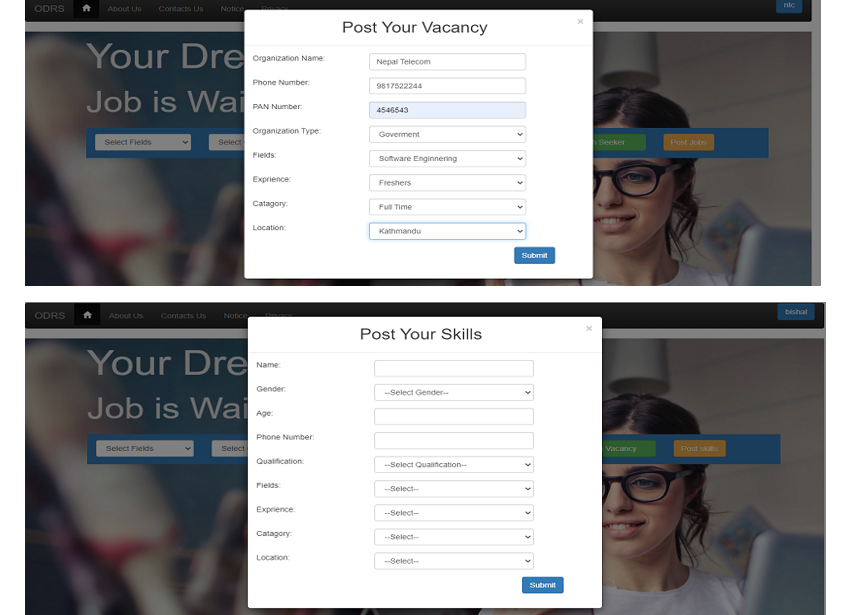 ODRS About Us Contacts Us Notice Privacy ntc
Post Your Vacancy ×
Your Dre
Job is Wai
Organization Name: Nepal Telecom
Phone Number: 9817522244
PAN Number: 4546543
Organization Type: Goverment
Select Fields Select Seeker Post Jobs
Fields: Software Enginnering
Exprience: Freshers
Catagory: Full Time
Location: Kathmandu
Submit
ODRS About Us Contacts Us Notice Privacy bishal
Post Your Skills ×
Your Dre
Job is Wai
Name:
Gender: --Select Gender--
Age:
Phone Number:
Select Fields Select Vacancy Post skills
Qualification: --Select Qualification--
Fields: --Select--
Exprience: --Select--
Catagory: --Select--
Location: --Select--
Submit